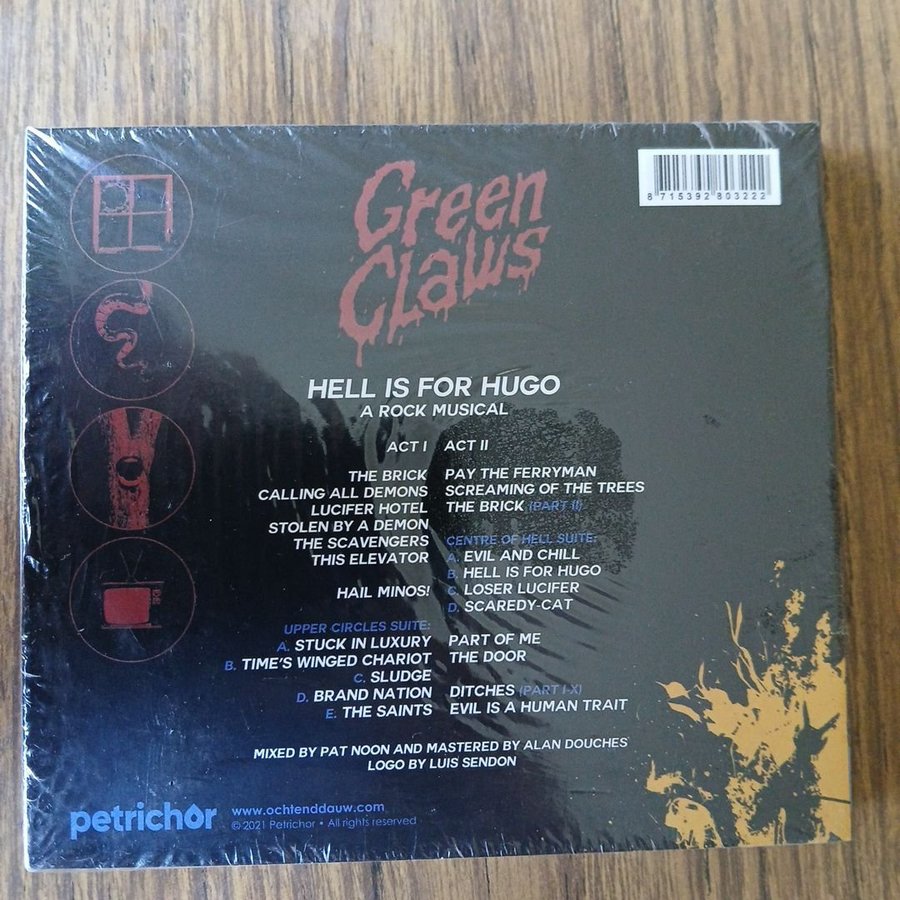 8 715392 803222
Green
Claws
HELL IS FOR HUGO
A ROCK MUSICAL
ACT I
THE BRICK
CALLING ALL DEMONS
LUCIFER HOTEL
STOLEN BY A DEMON
THE SCAVENGERS
THIS ELEVATOR
HAIL MINOS!
UPPER CIRCLES SUITE:
A. STUCK IN LUXURY
B. TIME'S WINGED CHARIOT
C. SLUDGE
D. BRAND NATION
E. THE SAINTS
ACT II
PAY THE FERRYMAN
SCREAMING OF THE TREES
THE BRICK (PART II)
CENTRE OF HELL SUITE:
A. EVIL AND CHILL
B. HELL IS FOR HUGO
C. LOSER LUCIFER
D. SCAREDY-CAT
PART OF ME
THE DOOR
DITCHES (PART I-X)
EVIL IS A HUMAN TRAIT
MIXED BY PAT NOON AND MASTERED BY ALAN DOUCHES
LOGO BY LUIS SENDON
petrichor
www.ochtenddauw.com
© 2021 Petrichor • All rights reserved